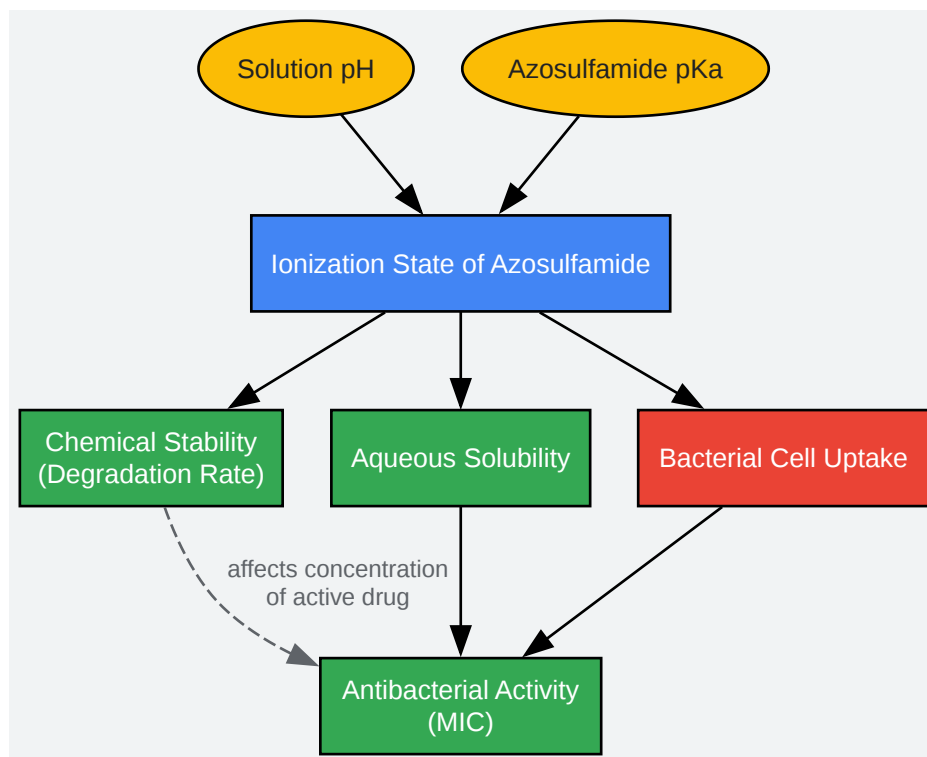 Solution pH
Azosulfamide pKa
Ionization State of Azosulfamide
Chemical Stability
(Degradation Rate)
Aqueous Solubility
Bacterial Cell Uptake
affects concentration
of active drug
Antibacterial Activity
(MIC)